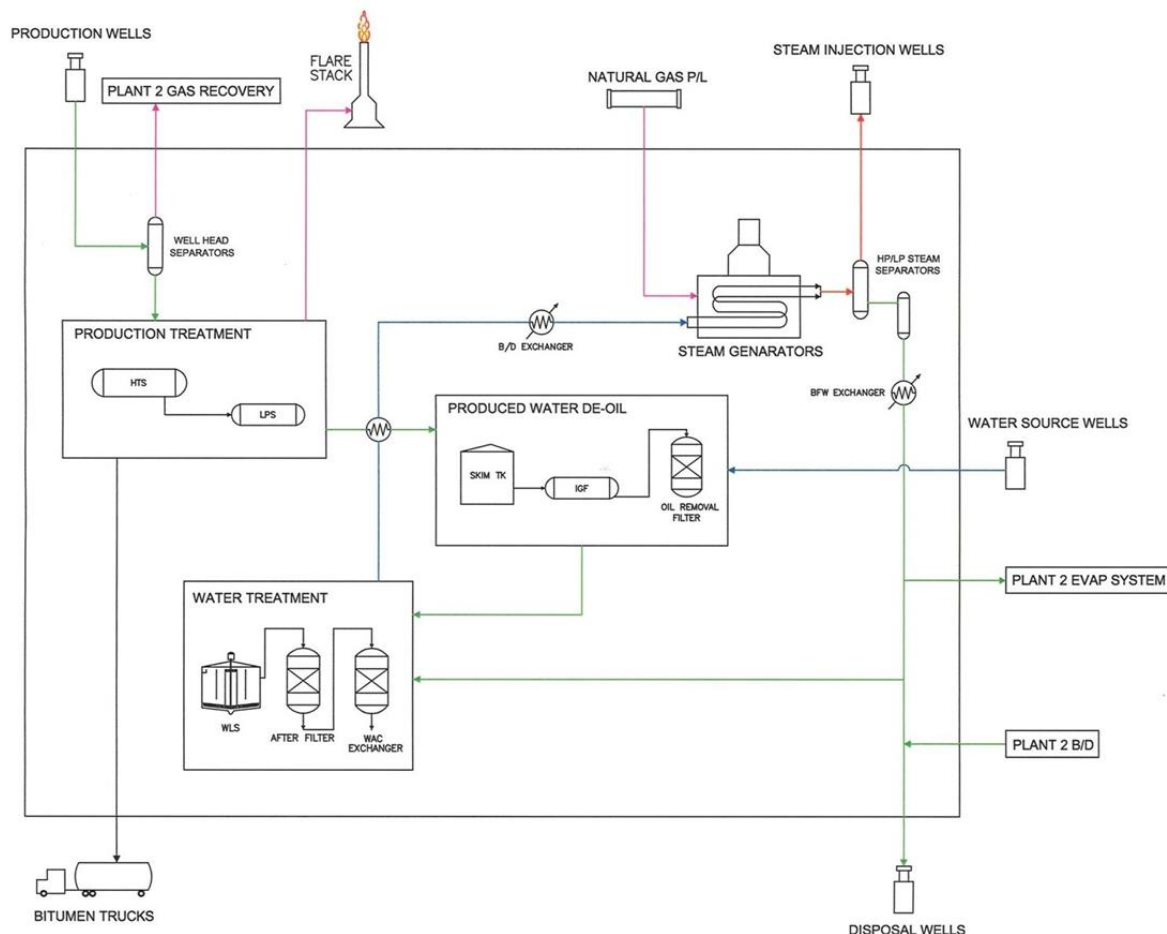 PRODUCTION WELLS
PLANT 2 GAS RECOVERY
FLARE
STACK
NATURAL GAS P/L
STEAM INJECTION WELLS
WELL HEAD
SEPARATORS
HP/LP STEAM
SEPARATORS
PRODUCTION TREATMENT
HTS
LPS
B/D EXCHANGER
STEAM GENARATORS
BFW EXCHANGER
PRODUCED WATER DE-OIL
SKIM TK
IGF
OIL REMOVAL
FILTER
WATER SOURCE WELLS
WATER TREATMENT
WLS
AFTER FILTER
WAC
EXCHANGER
PLANT 2 EVAP SYSTEM
PLANT 2 B/D
BITUMEN TRUCKS
DISPOSAL WELLS